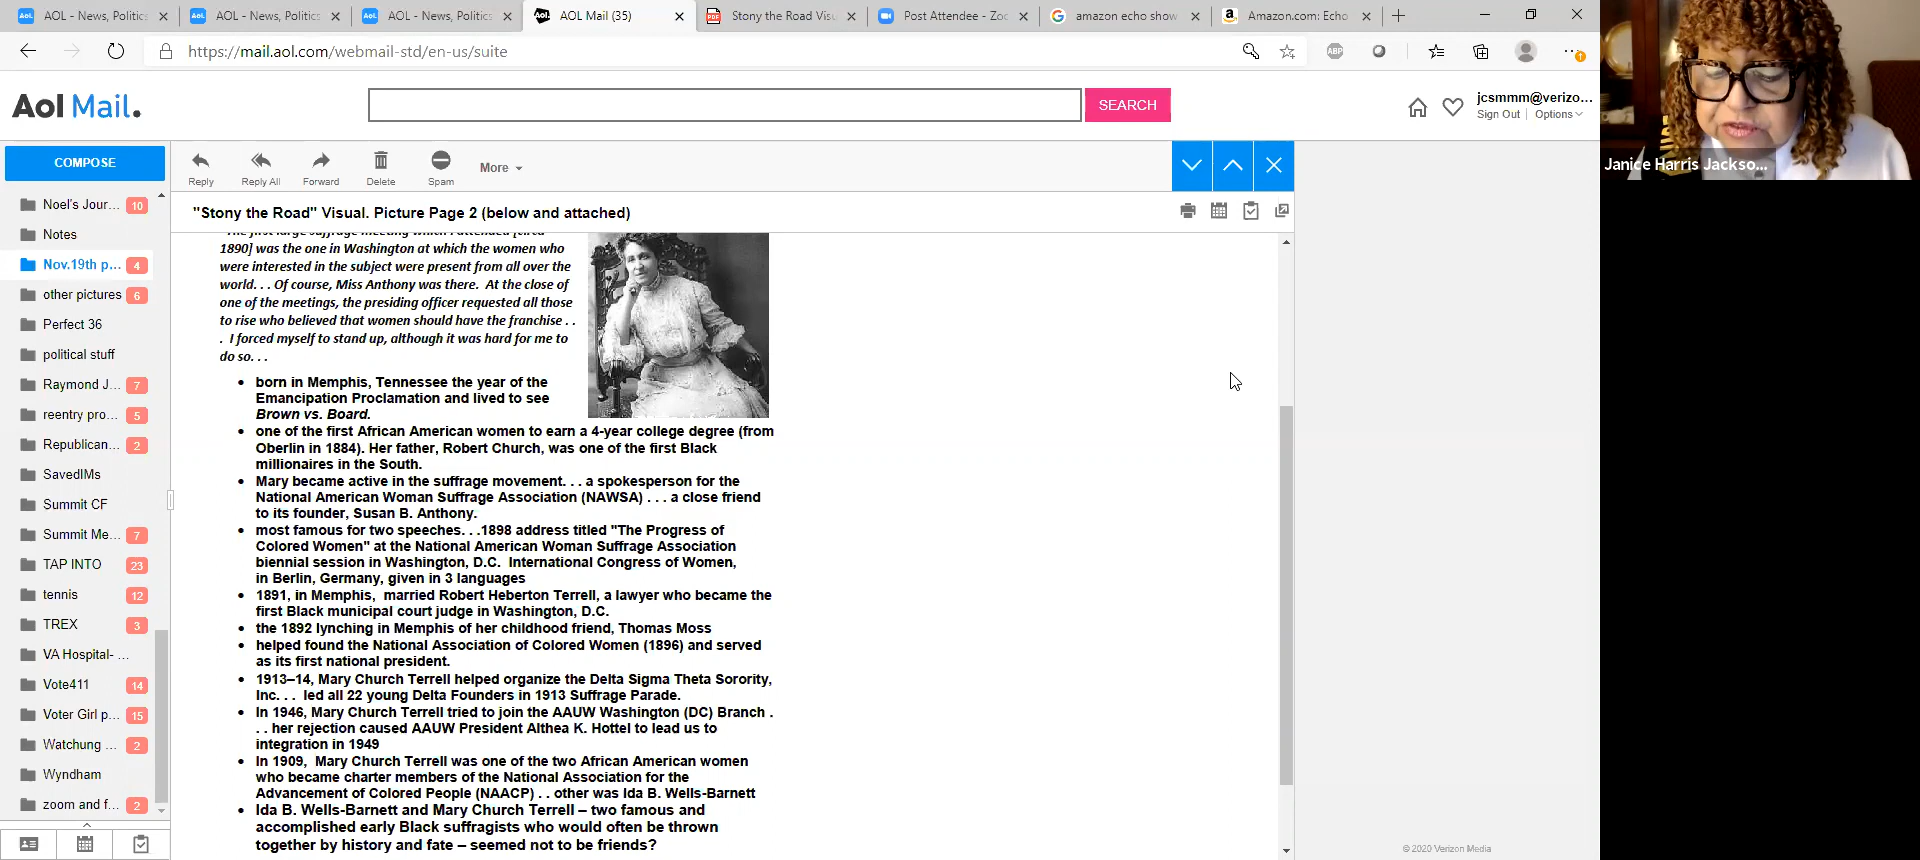 AOL - News, Politics
AOL - News, Politics
AOL - News, Politics
AOL Mail (35)
Stony the Road Visu
Post Attendee - Zoo
amazon echo show
Amazon.com: Echo
https://mail.aol.com/webmail-std/en-us/suite
ABP
Aol Mail.
SEARCH
jcsmmm@verizo...
Sign Out
Options
Janice Harris Jackso...
COMPOSE
Reply
Reply All
Forward
Delete
Spam
More
"Stony the Road" Visual. Picture Page 2 (below and attached)
Noel's Jour... 10
Notes
Nov.19th p... 4
other pictures 6
Perfect 36
political stuff
Raymond J... 7
reentry pro... 5
Republican... 2
SavedIMs
Summit CF
Summit Me... 7
TAP INTO 23
tennis 12
TREX 3
VA Hospital- ...
Vote411 14
Voter Girl p... 15
Watchung ... 2
Wyndham
zoom and f... 2
The first large suffrage meeting which I attended [circa
1890] was the one in Washington at which the women who
were interested in the subject were present from all over the
world. . . Of course, Miss Anthony was there. At the close of
one of the meetings, the presiding officer requested all those
to rise who believed that women should have the franchise . .
. I forced myself to stand up, although it was hard for me to
do so. . .
• born in Memphis, Tennessee the year of the
Emancipation Proclamation and lived to see
Brown vs. Board.
• one of the first African American women to earn a 4-year college degree (from
Oberlin in 1884). Her father, Robert Church, was one of the first Black
millionaires in the South.
• Mary became active in the suffrage movement. . . a spokesperson for the
National American Woman Suffrage Association (NAWSA) . . . a close friend
to its founder, Susan B. Anthony.
• most famous for two speeches. . .1898 address titled "The Progress of
Colored Women" at the National American Woman Suffrage Association
biennial session in Washington, D.C. International Congress of Women,
in Berlin, Germany, given in 3 languages
• 1891, in Memphis, married Robert Heberton Terrell, a lawyer who became the
first Black municipal court judge in Washington, D.C.
• the 1892 lynching in Memphis of her childhood friend, Thomas Moss
• helped found the National Association of Colored Women (1896) and served
as its first national president.
• 1913–14, Mary Church Terrell helped organize the Delta Sigma Theta Sorority,
Inc. . . led all 22 young Delta Founders in 1913 Suffrage Parade.
• In 1946, Mary Church Terrell tried to join the AAUW Washington (DC) Branch .
. . her rejection caused AAUW President Althea K. Hottel to lead us to
integration in 1949
• In 1909, Mary Church Terrell was one of the two African American women
who became charter members of the National Association for the
Advancement of Colored People (NAACP) . . other was Ida B. Wells-Barnett
• Ida B. Wells-Barnett and Mary Church Terrell – two famous and
accomplished early Black suffragists who would often be thrown
together by history and fate – seemed not to be friends?
© 2020 Verizon Media